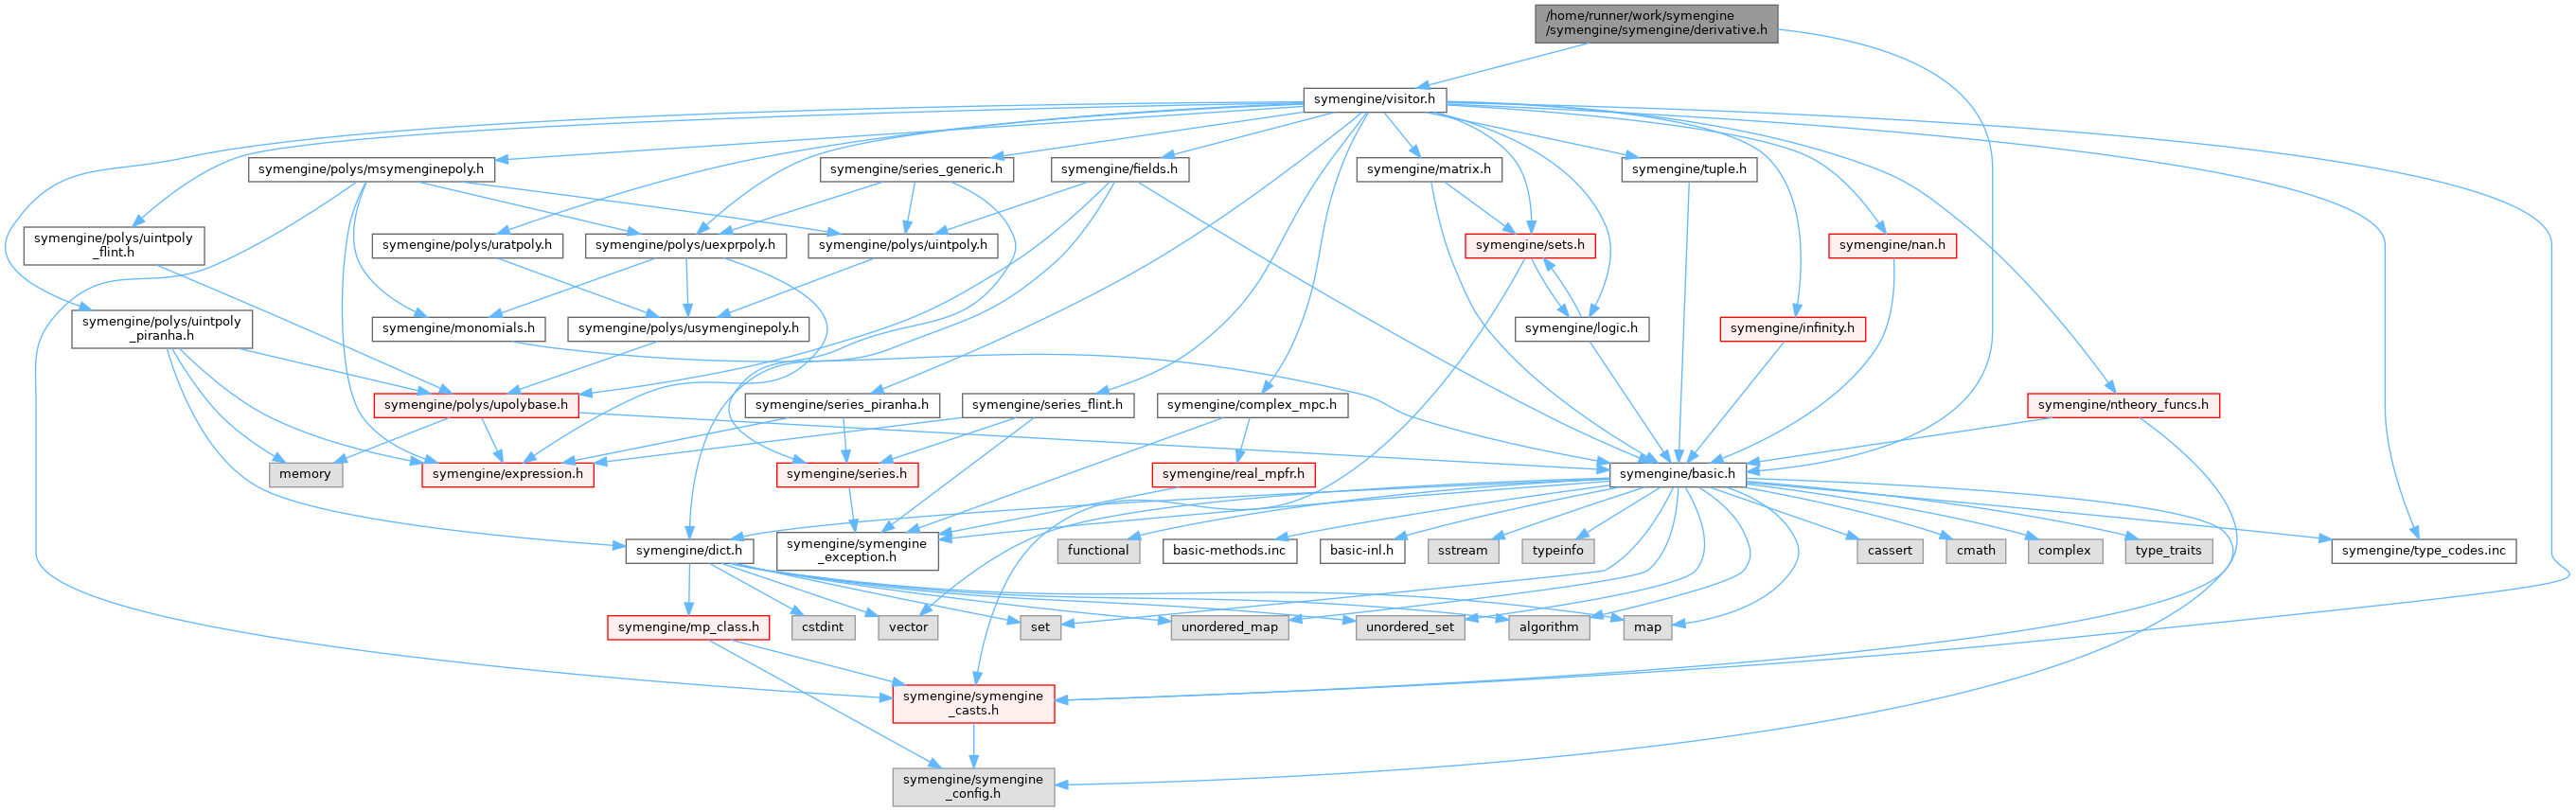 /home/runner/work/symengine
/symengine/symengine/derivative.h
symengine/visitor.h
symengine/polys/msymenginepoly.h
symengine/series_generic.h
symengine/fields.h
symengine/matrix.h
symengine/tuple.h
symengine/polys/uintpoly
_flint.h
symengine/polys/uratpoly.h
symengine/polys/uexprpoly.h
symengine/polys/uintpoly.h
symengine/sets.h
symengine/nan.h
symengine/polys/uintpoly
_piranha.h
symengine/monomials.h
symengine/polys/usymenginepoly.h
symengine/logic.h
symengine/infinity.h
symengine/polys/upolybase.h
symengine/series_piranha.h
symengine/series_flint.h
symengine/complex_mpc.h
symengine/ntheory_funcs.h
memory
symengine/expression.h
symengine/series.h
symengine/real_mpfr.h
symengine/basic.h
symengine/dict.h
symengine/symengine
_exception.h
functional
basic-methods.inc
basic-inl.h
sstream
typeinfo
cassert
cmath
complex
type_traits
symengine/type_codes.inc
symengine/mp_class.h
cstdint
vector
set
unordered_map
unordered_set
algorithm
map
symengine/symengine
_casts.h
symengine/symengine
_config.h